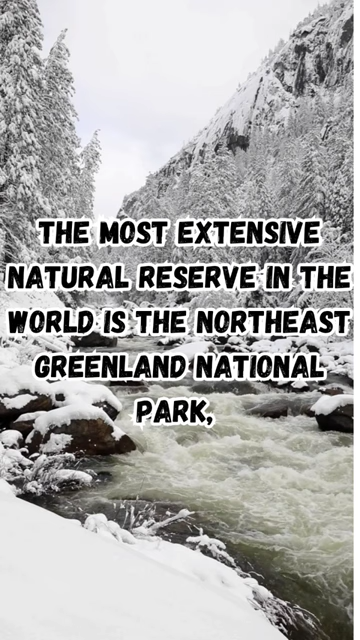 THE MOST EXTENSIVE
NATURAL RESERVE IN THE
WORLD IS THE NORTHEAST
GREENLAND NATIONAL
PARK,